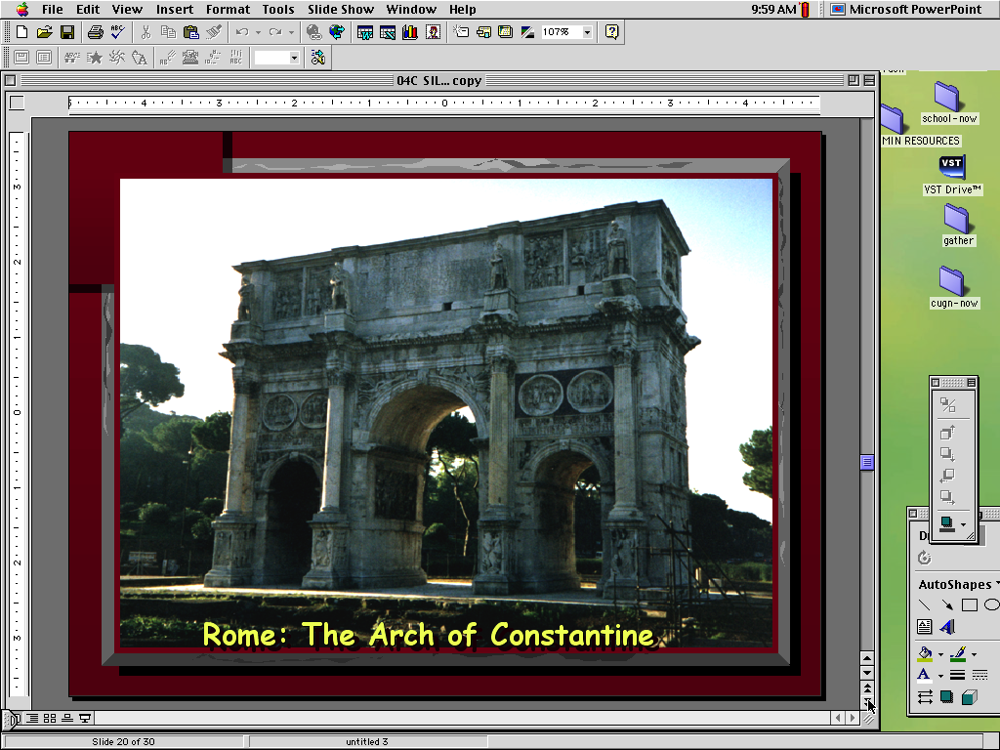 File Edit View Insert Format Tools Slide Show Window Help 9:59 AM Microsoft PowerPoint
107%
04C SIL... copy
school-now
MIN RESOURCES
VST
VST Drive™
gather
cugn-now
AutoShapes
Rome: The Arch of Constantine
Slide 20 of 30 untitled 3